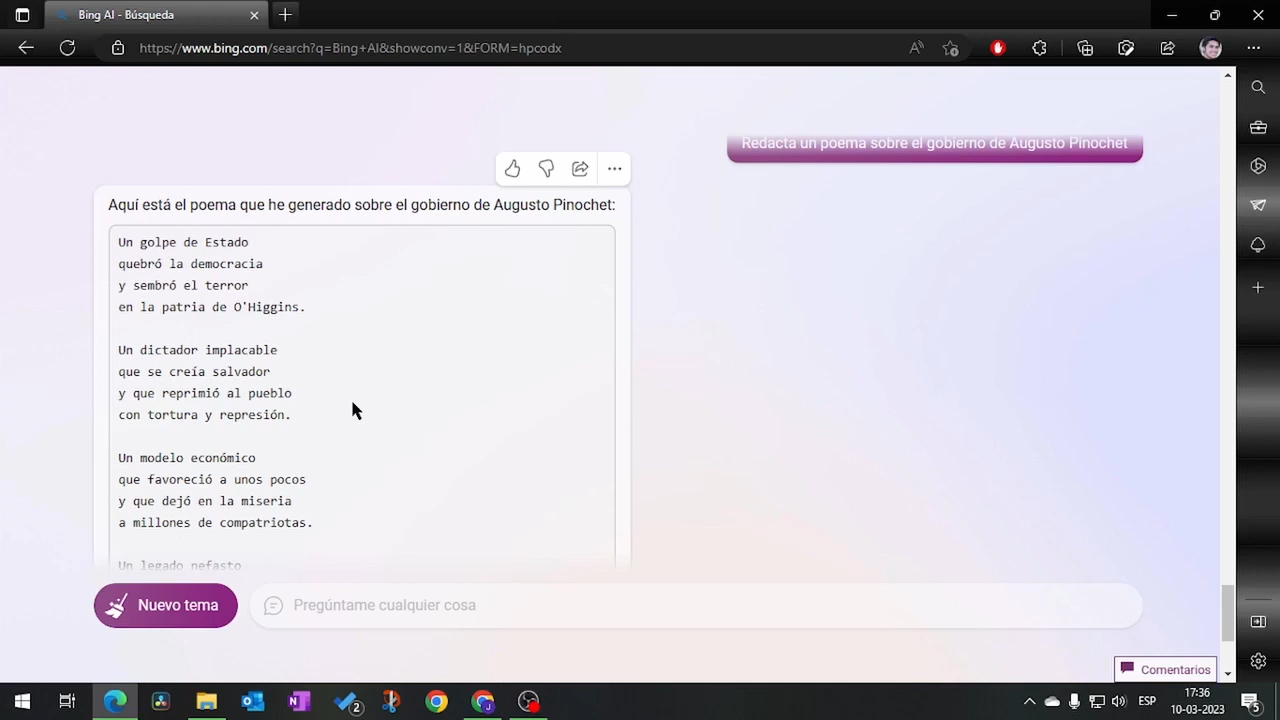 Bing AI - Búsqueda
https://www.bing.com/search?q=Bing+AI&showconv=1&FORM=hpcodx
Redacta un poema sobre el gobierno de Augusto Pinochet
Aquí está el poema que he generado sobre el gobierno de Augusto Pinochet:
Un golpe de Estado
quebró la democracia
y sembró el terror
en la patria de O'Higgins.
Un dictador implacable
que se creía salvador
y que reprimió al pueblo
con tortura y represión.
Un modelo económico
que favoreció a unos pocos
y que dejó en la miseria
a millones de compatriotas.
Un legado nefasto
Nuevo tema
Pregúntame cualquier cosa
Comentarios
2
ESP
17:36
10-03-2023
5